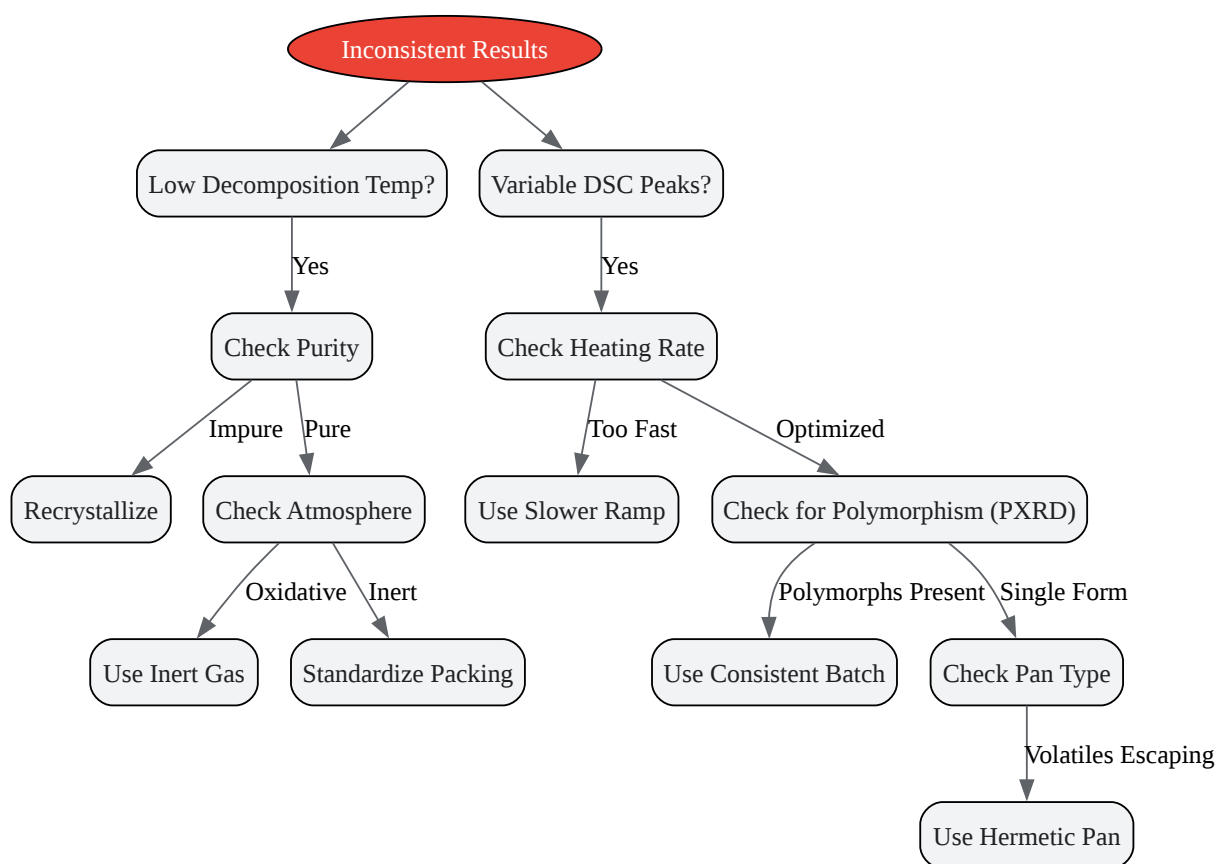 Inconsistent Results
Low Decomposition Temp?
Variable DSC Peaks?
Yes
Yes
Check Purity
Check Heating Rate
Impure
Pure
Too Fast
Optimized
Recrystallize
Check Atmosphere
Use Slower Ramp
Check for Polymorphism (PXRD)
Oxidative
Inert
Polymorphs Present
Single Form
Use Inert Gas
Standardize Packing
Use Consistent Batch
Check Pan Type
Volatiles Escaping
Use Hermetic Pan